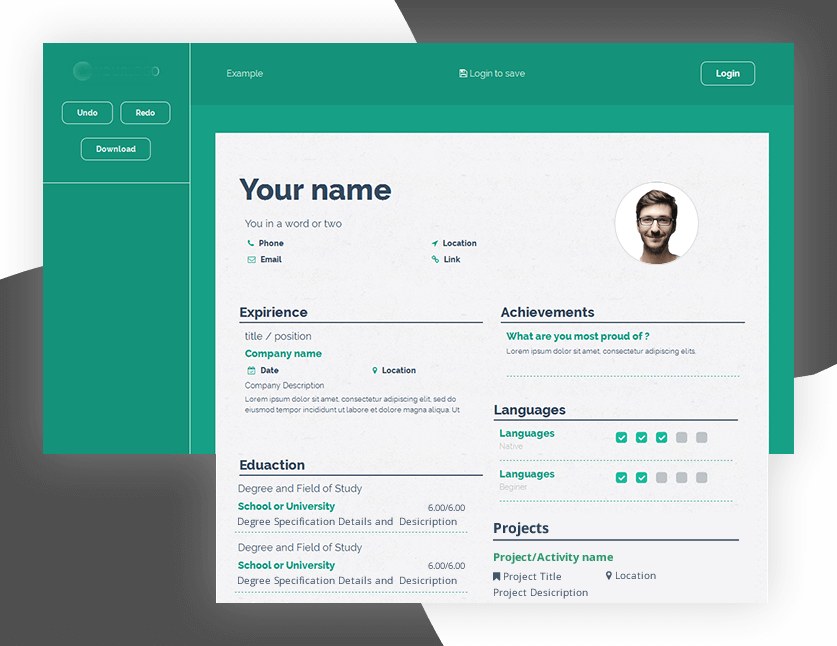 Undo
Redo
Download
Example
Login to save
Login
Your name
You in a word or two
Phone
Location
Email
Link
Expirience
title / position
Company name
Date
Location
Company Description
Lorem ipsum dolor sit amet, consectetur adipiscing elit, sed do
eiusmod tempor incididunt ut labore et dolore magna aliqua. Ut
Eduaction
Degree and Field of Study
School or University
6.00/6.00
Degree Specification Details and Desicription
Degree and Field of Study
School or University
6.00/6.00
Degree Specification Details and Desicription
Achievements
What are you most proud of ?
Lorem ipsum dolor sit amet, consectetur adipiscing elits,
Languages
Languages
Native
Languages
Beginer
Projects
Project/Activity name
Project Title
Location
Project Desicription